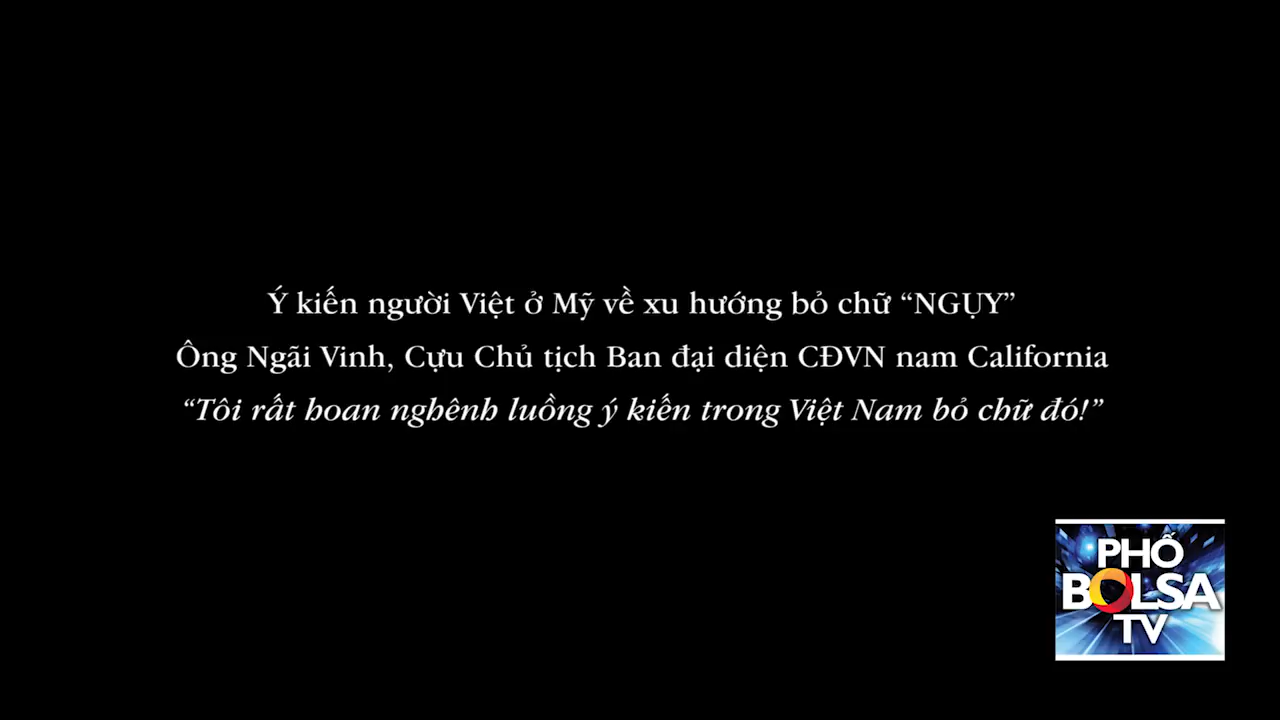 Ý kiến người Việt ở Mỹ về xu hướng bỏ chữ “NGỤY”
Ông Ngãi Vinh, Cựu Chủ tịch Ban đại diện CĐVN nam California
“Tôi rất hoan nghênh luồng ý kiến trong Việt Nam bỏ chữ đó!”
PHỐ
BOLSA
TV